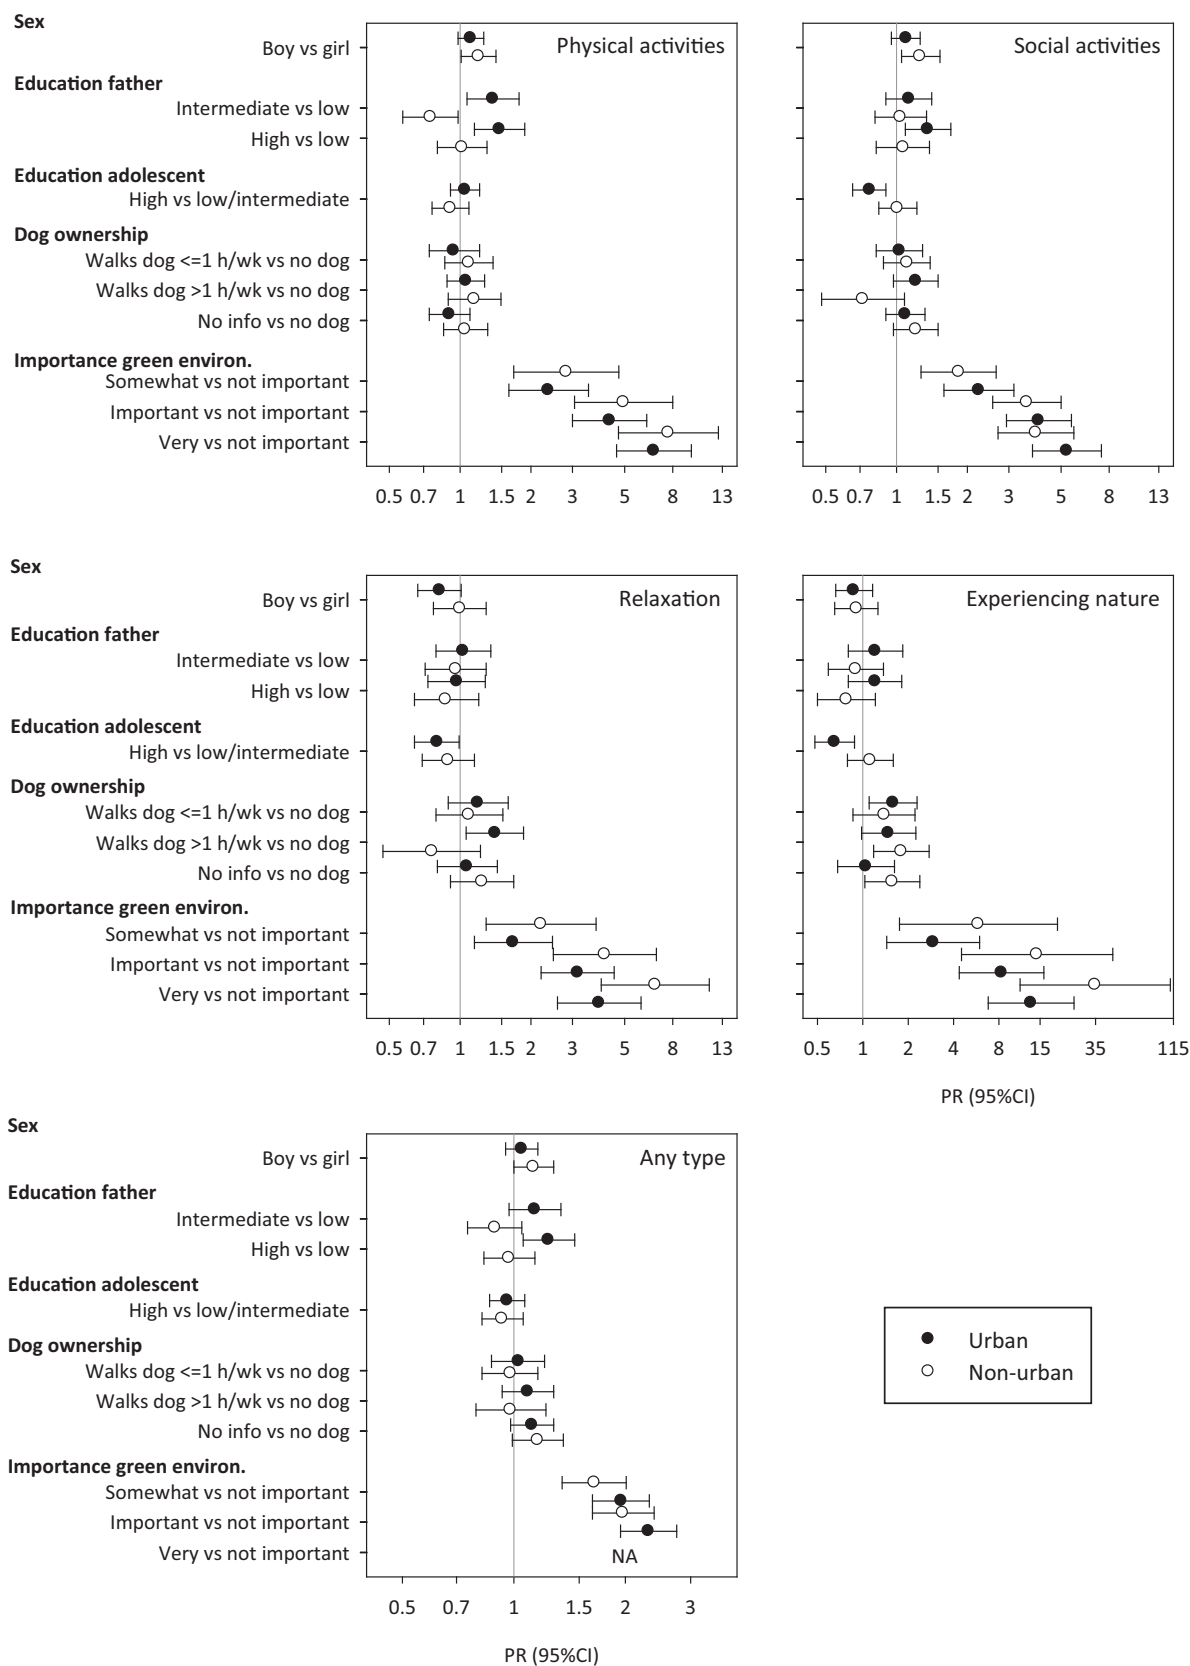 Sex
Boy vs girl
Physical activities
Social activities
Education father
Intermediate vs low
High vs low
Education adolescent
High vs low/intermediate
Dog ownership
Walks dog <=1 h/wk vs no dog
Walks dog >1 h/wk vs no dog
No info vs no dog
Importance green environ.
Somewhat vs not important
Important vs not important
Very vs not important
0.5 0.7 1 1.5 2 3 5 8 13
0.5 0.7 1 1.5 2 3 5 8 13
Sex
Boy vs girl
Relaxation
Experiencing nature
Education father
Intermediate vs low
High vs low
Education adolescent
High vs low/intermediate
Dog ownership
Walks dog <=1 h/wk vs no dog
Walks dog >1 h/wk vs no dog
No info vs no dog
Importance green environ.
Somewhat vs not important
Important vs not important
Very vs not important
0.5 0.7 1 1.5 2 3 5 8 13
0.5 1 2 4 8 15 35 115
PR (95%CI)
Sex
Boy vs girl
Any type
Education father
Intermediate vs low
High vs low
Education adolescent
High vs low/intermediate
Dog ownership
Walks dog <=1 h/wk vs no dog
Walks dog >1 h/wk vs no dog
No info vs no dog
Importance green environ.
Somewhat vs not important
Important vs not important
Very vs not important
NA
0.5 0.7 1 1.5 2 3
PR (95%CI)
Urban
Non-urban